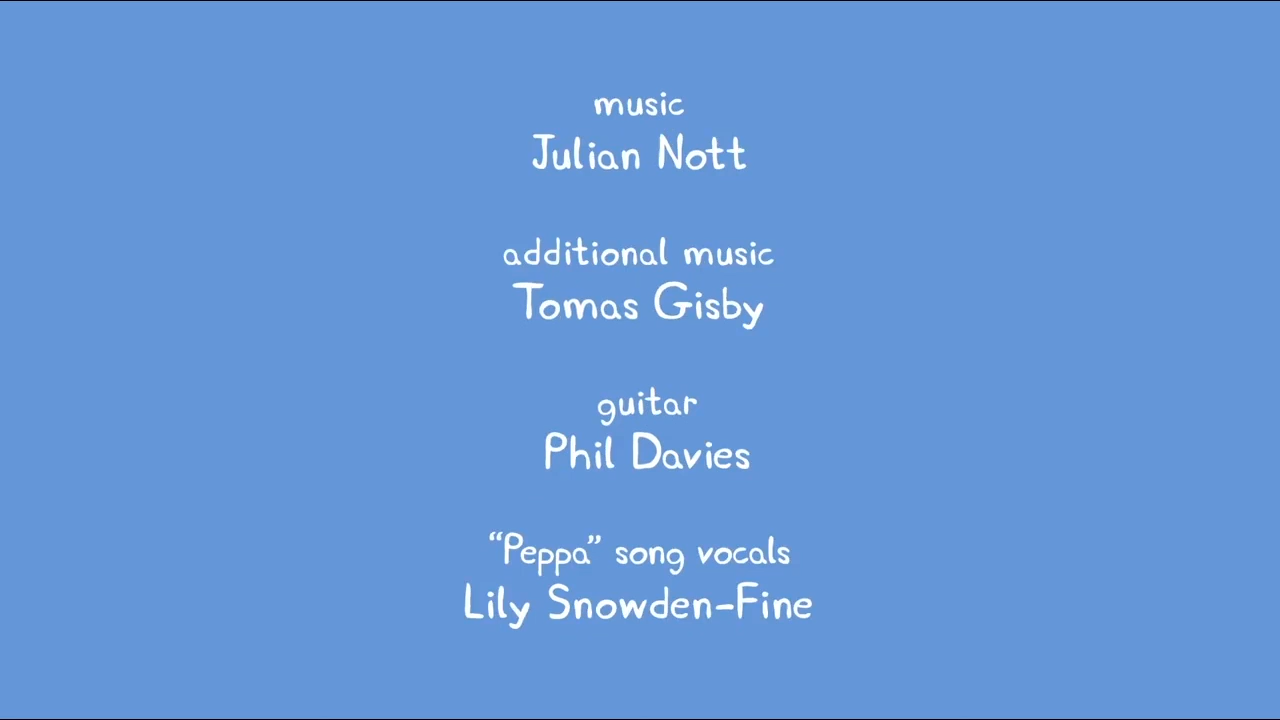 music
Julian Nott
additional music
Tomas Gisby
guitar
Phil Davies
“Peppa” song vocals
Lily Snowden-Fine